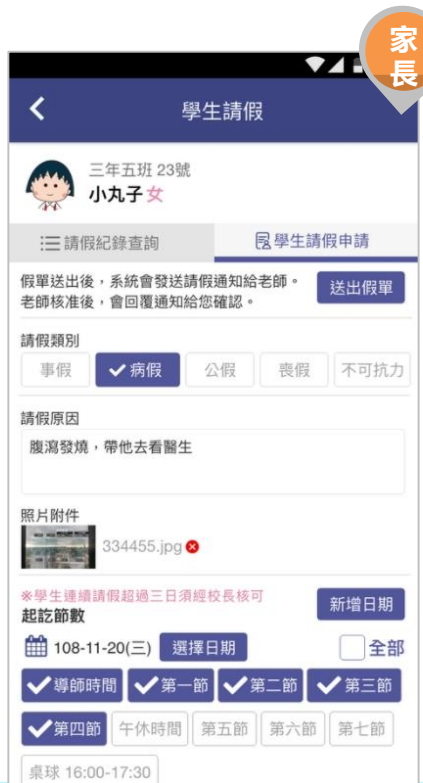 家
長
學生請假
三年五班 23號
小丸子 女
請假紀錄查詢
學生請假申請
假單送出後，系統會發送請假通知給老師。
老師核准後，會回覆通知給您確認。
送出假單
請假類別
事假 病假 公假 喪假 不可抗力
請假原因
腹瀉發燒，帶他去看醫生
照片附件
334455.jpg
※學生連續請假超過三日須經校長核可
起訖節數
新增日期
108-11-20(三) 選擇日期 全部
導師時間 第一節 第二節 第三節
第四節 午休時間 第五節 第六節 第七節
桌球 16:00-17:30